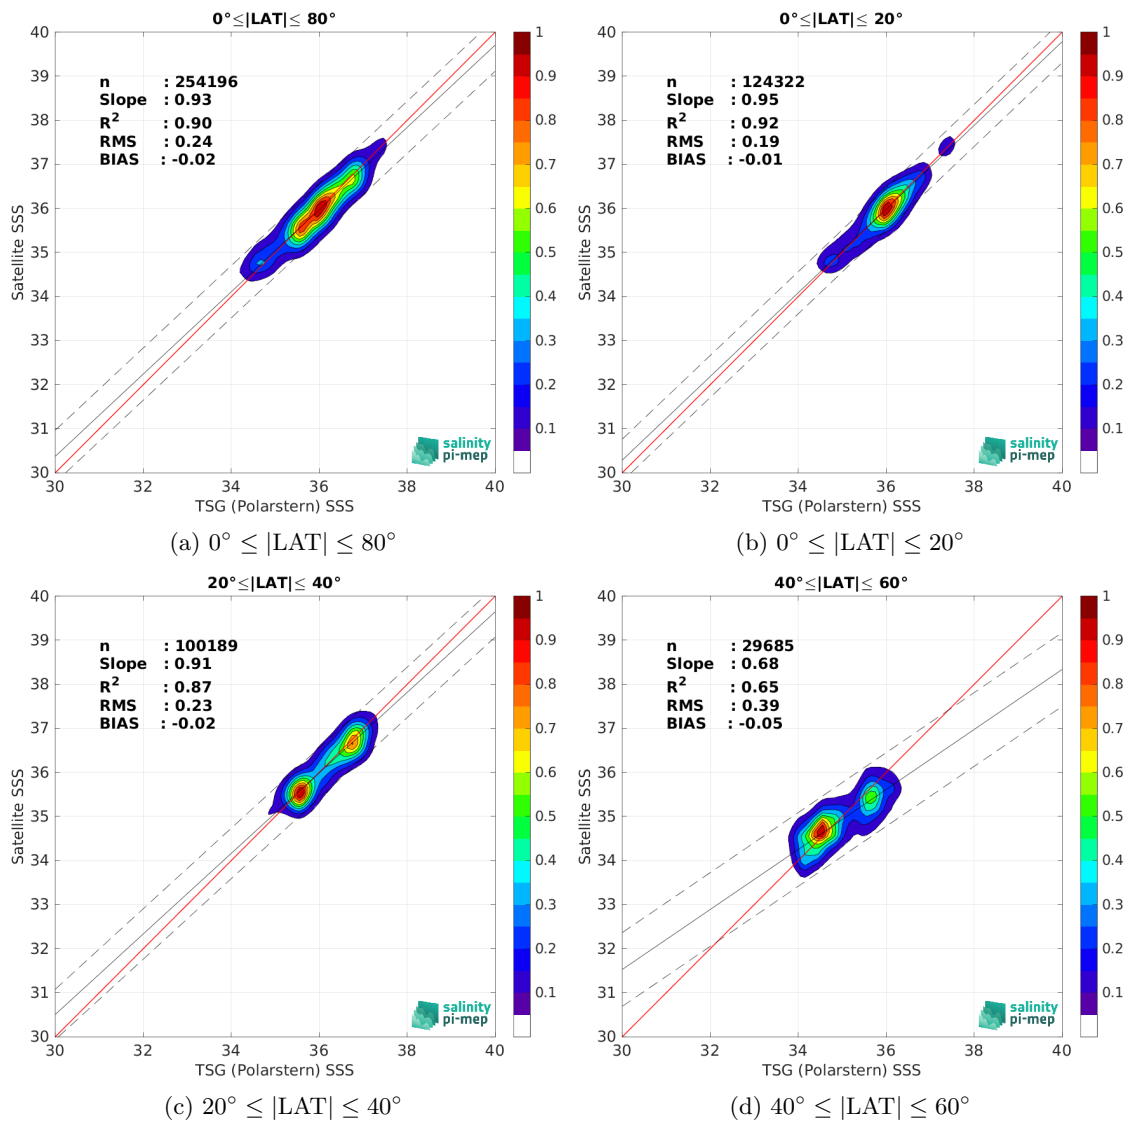 0°≤|LAT|≤ 80°
40
39
38
37
36
35
34
33
32
31
30
Satellite SSS
n : 254196
Slope : 0.93
R² : 0.90
RMS : 0.24
BIAS : -0.02
salinity
pi-mep
30 32 34 36 38 40
TSG (Polarstern) SSS
1
0.9
0.8
0.7
0.6
0.5
0.4
0.3
0.2
0.1
(a) 0° ≤ |LAT| ≤ 80°
0°≤|LAT|≤ 20°
40
39
38
37
36
35
34
33
32
31
30
Satellite SSS
n : 124322
Slope : 0.95
R² : 0.92
RMS : 0.19
BIAS : -0.01
salinity
pi-mep
30 32 34 36 38 40
TSG (Polarstern) SSS
1
0.9
0.8
0.7
0.6
0.5
0.4
0.3
0.2
0.1
(b) 0° ≤ |LAT| ≤ 20°
20°≤|LAT|≤ 40°
40
39
38
37
36
35
34
33
32
31
30
Satellite SSS
n : 100189
Slope : 0.91
R² : 0.87
RMS : 0.23
BIAS : -0.02
salinity
pi-mep
30 32 34 36 38 40
TSG (Polarstern) SSS
1
0.9
0.8
0.7
0.6
0.5
0.4
0.3
0.2
0.1
(c) 20° ≤ |LAT| ≤ 40°
40°≤|LAT|≤ 60°
40
39
38
37
36
35
34
33
32
31
30
Satellite SSS
n : 29685
Slope : 0.68
R² : 0.65
RMS : 0.39
BIAS : -0.05
salinity
pi-mep
30 32 34 36 38 40
TSG (Polarstern) SSS
1
0.9
0.8
0.7
0.6
0.5
0.4
0.3
0.2
0.1
(d) 40° ≤ |LAT| ≤ 60°